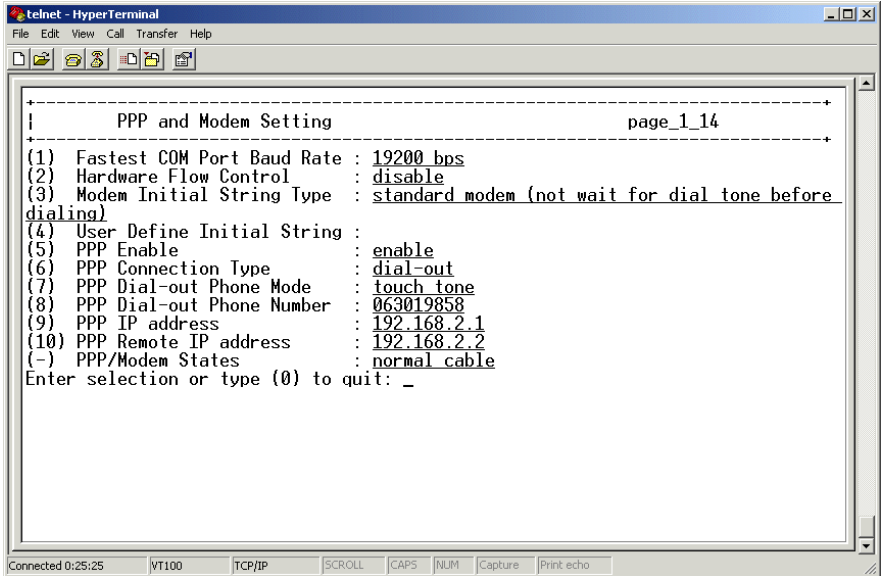 telnet - HyperTerminal
File Edit View Call Transfer Help
+-----------------------------------------------------------------------------+
| PPP and Modem Setting page_1_14
+-----------------------------------------------------------------------------+
(1) Fastest COM Port Baud Rate : 19200 bps
(2) Hardware Flow Control : disable
(3) Modem Initial String Type : standard modem (not wait for dial tone before
dialing)
(4) User Define Initial String :
(5) PPP Enable : enable
(6) PPP Connection Type : dial-out
(7) PPP Dial-out Phone Mode : touch tone
(8) PPP Dial-out Phone Number : 063019858
(9) PPP IP address : 192.168.2.1
(10) PPP Remote IP address : 192.168.2.2
(-) PPP/Modem States : normal cable
Enter selection or type (0) to quit: _
Connected 0:25:25 VT100 TCP/IP SCROLL CAPS NUM Capture Print echo